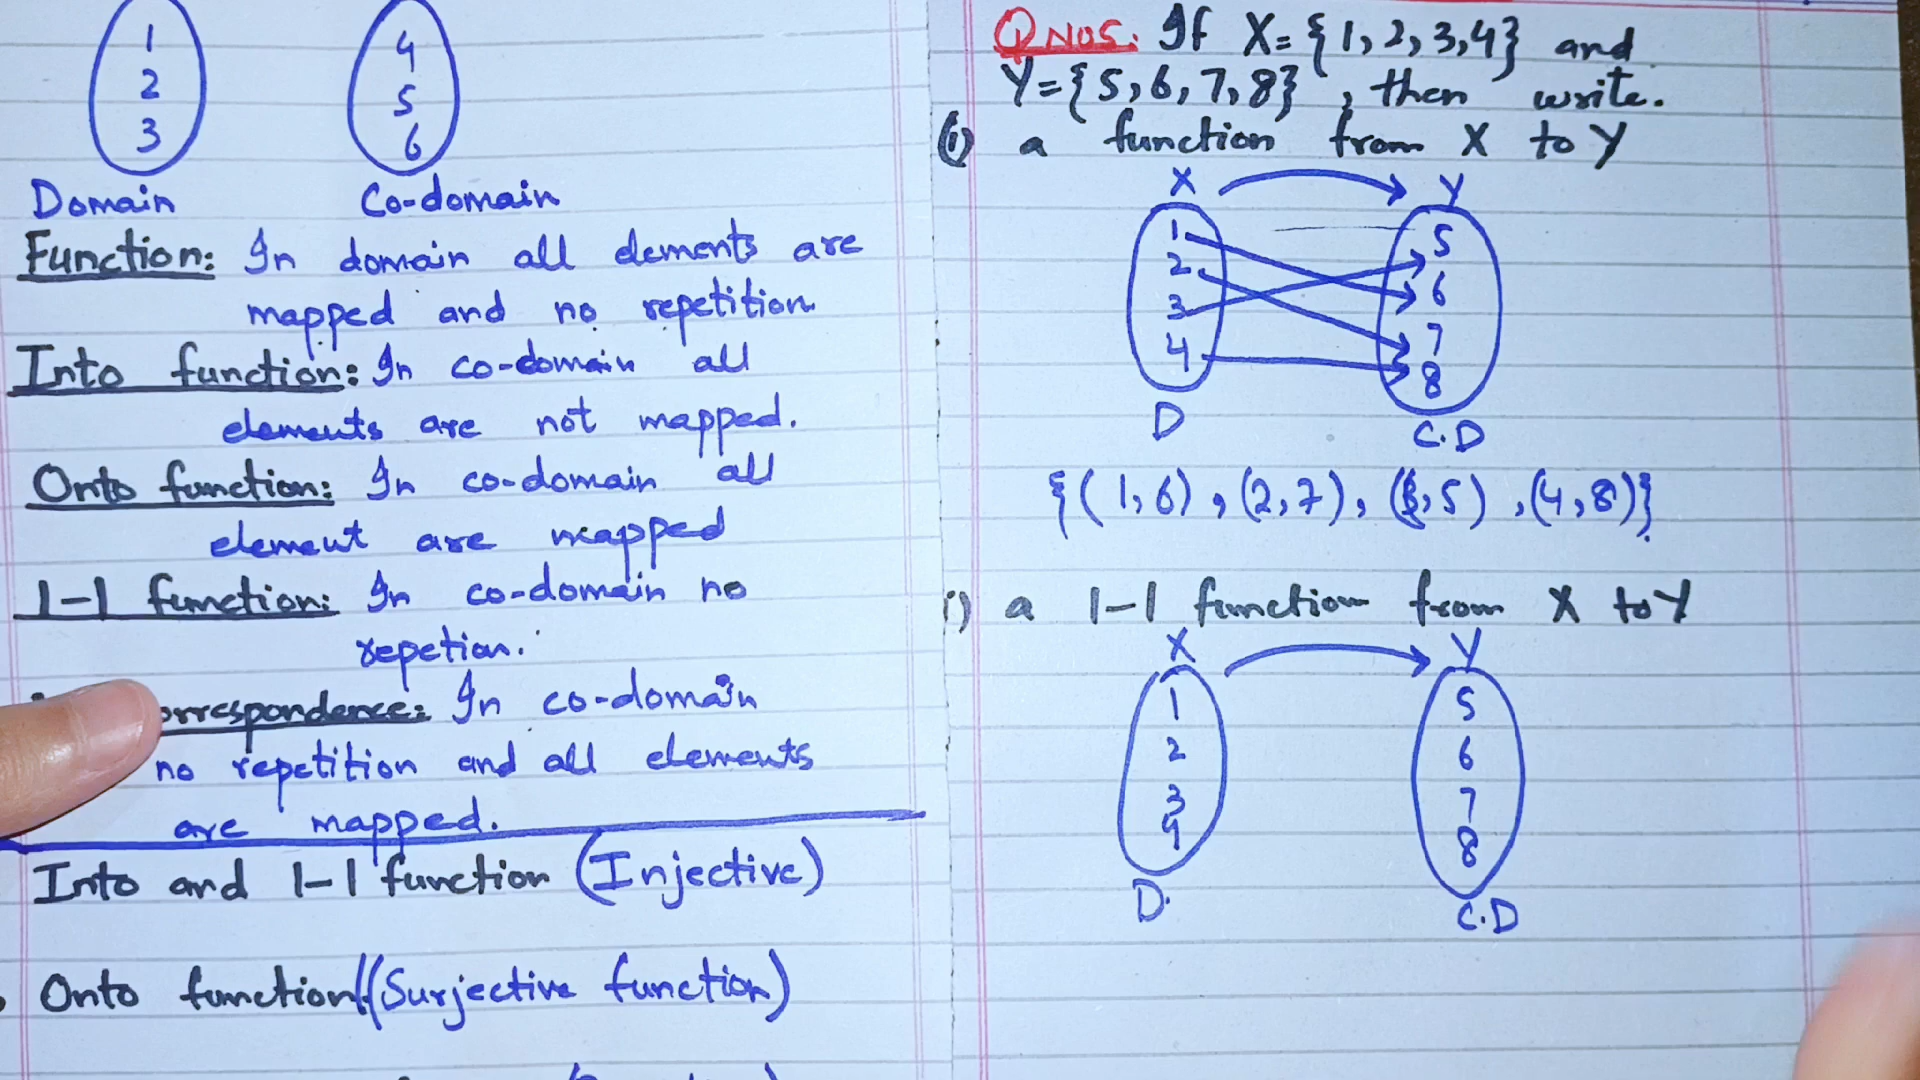 1
2
3
4
5
6
Domain
Co-domain
Function: In domain all elements are
mapped and no repetition
Into function: In co-domain all
elements are not mapped.
Onto function: In co-domain all
element are mapped
1-1 function: In co-domain no
repetion.
orrespondence: In co-domain
no repetition and all elements
are mapped.
Into and 1-1 function (Injective)
Onto function (Surjective function)
Q NO5: If X= {1, 2, 3,4} and
Y={5,6,7,8} , then write.
(i) a function from X to Y
X Y
1
2
3
4
5
6
7
8
D
C.D
{(1,6) , (2,7), (3,5) ,(4,8)}
i) a 1-1 function from X to Y
X Y
1
2
3
4
5
6
7
8
D.
C.D